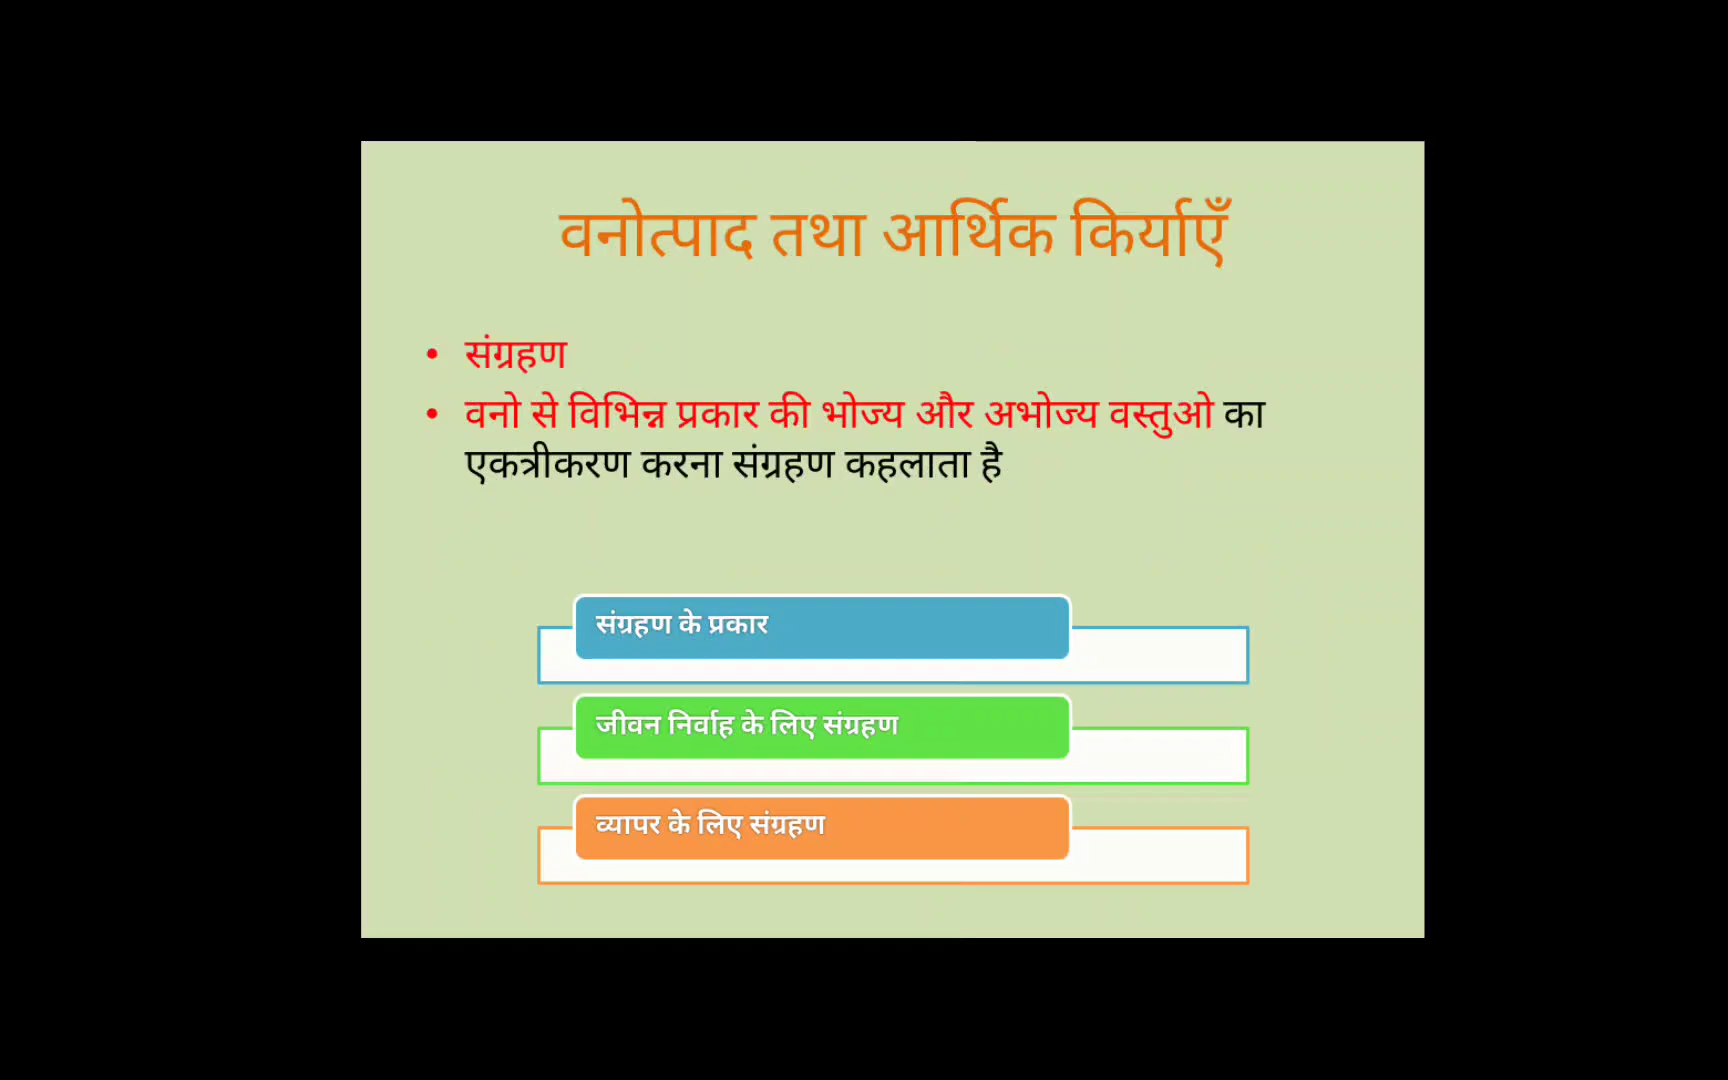 वनोत्पाद तथा आर्थिक किर्याएँ
• संग्रहण
• वनो से विभिन्न प्रकार की भोज्य और अभोज्य वस्तुओ का
एकत्रीकरण करना संग्रहण कहलाता है
संग्रहण के प्रकार
जीवन निर्वाह के लिए संग्रहण
व्यापर के लिए संग्रहण